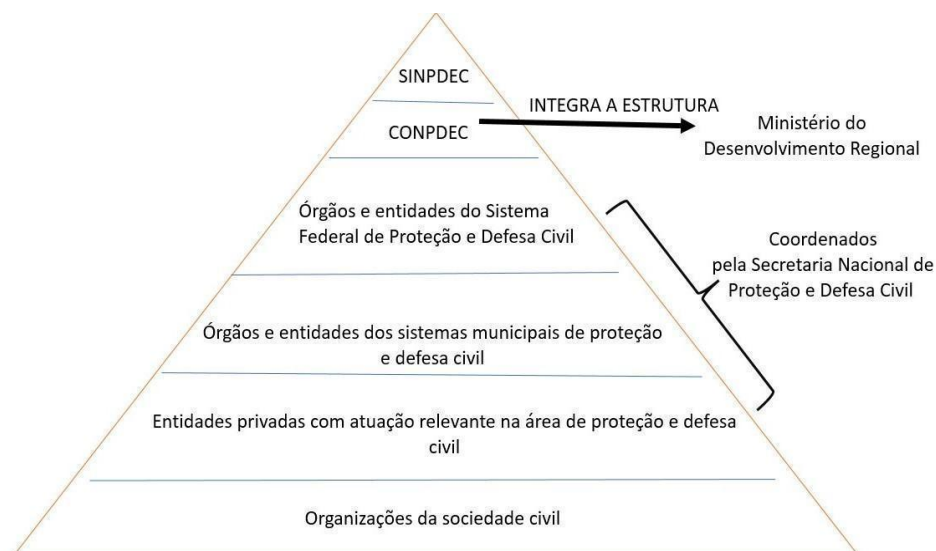 SINPDEC
INTEGRA A ESTRUTURA
CONPDEC
Ministério do
Desenvolvimento Regional
Órgãos e entidades do Sistema
Federal de Proteção e Defesa Civil
Coordenados
pela Secretaria Nacional de
Proteção e Defesa Civil
Órgãos e entidades dos sistemas municipais de proteção
e defesa civil
Entidades privadas com atuação relevante na área de proteção e defesa
civil
Organizações da sociedade civil